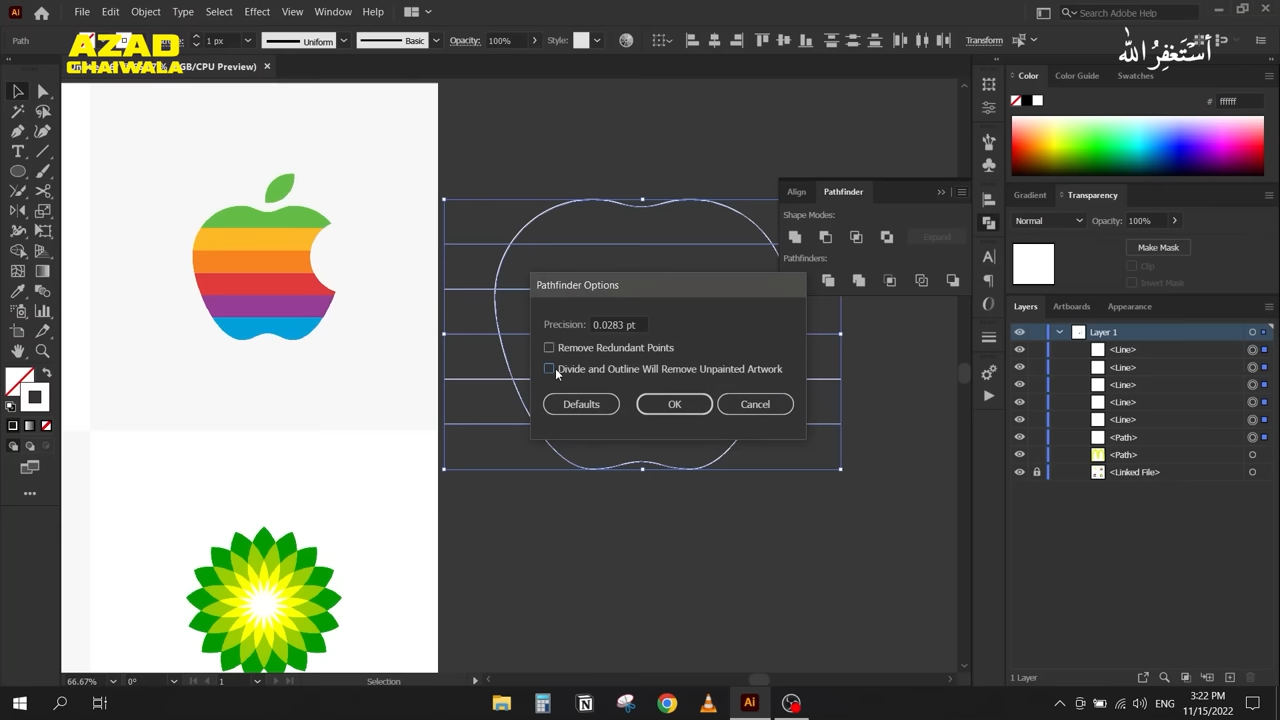 Ai File Edit Object Type Select Effect View Window Help Search Adobe Help
Path 1 px Uniform Basic Opacity: 100% Style: Transform
AZAD
CHAIWALA
أستغفر الله
GB/CPU Preview) ×
Color Color Guide Swatches
# ffffff
Align Pathfinder
Shape Modes:
Expand
Pathfinders:
Gradient Transparency
Normal Opacity: 100%
Make Mask
Clip
Invert Mask
Pathfinder Options
Precision: 0.0283 pt
Remove Redundant Points
Divide and Outline Will Remove Unpainted Artwork
Defaults OK Cancel
Layers Artboards Appearance
Layer 1
<Line>
<Line>
<Line>
<Line>
<Line>
<Path>
<Path>
<Linked File>
66.67% 0° 1 Selection
1 Layer
ENG
3:22 PM
11/15/2022